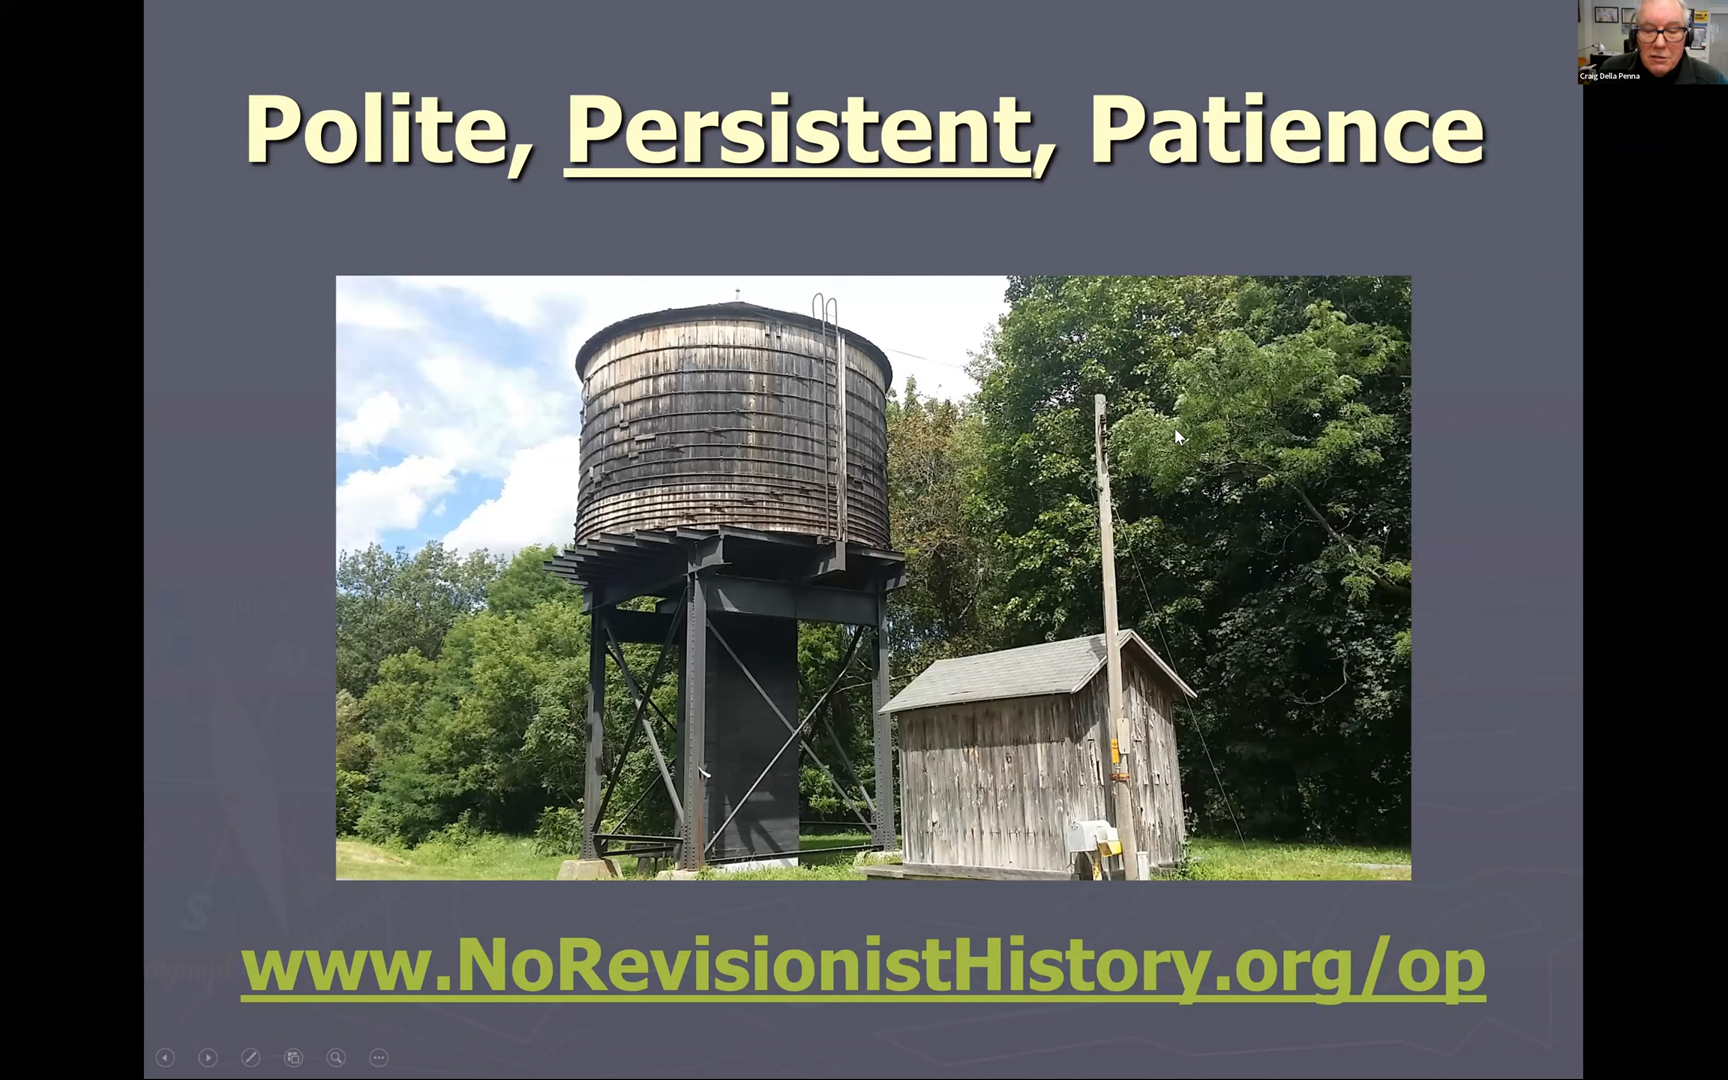 Polite, Persistent, Patience
Craig Della Penna
www.NoRevisionistHistory.org/op